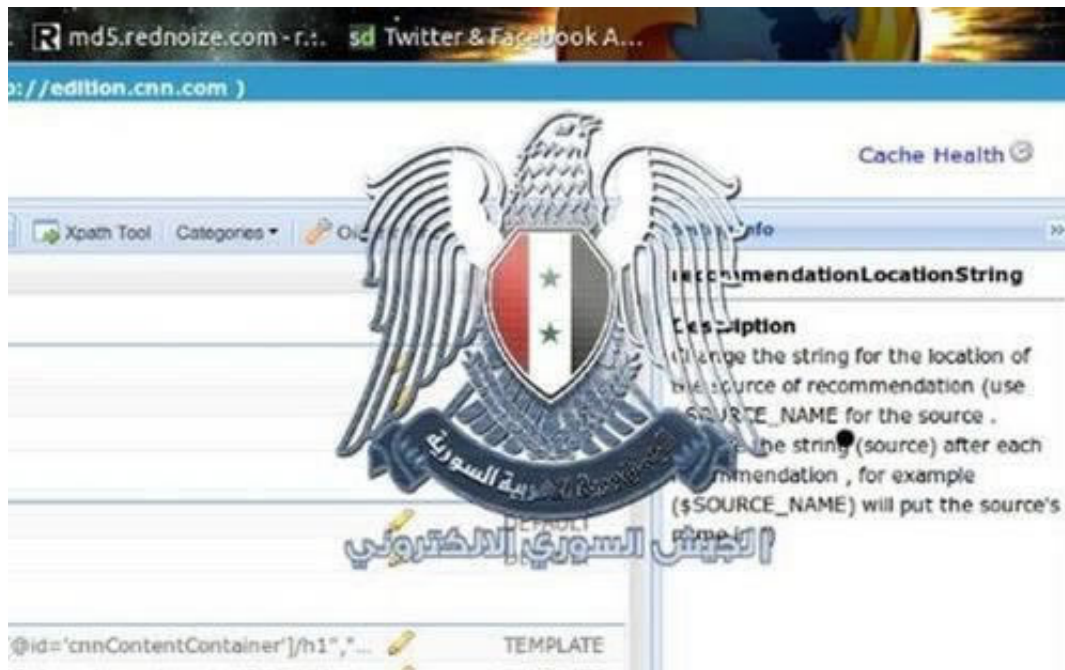 md5.rednoize.com - r...
sd Twitter & Facebook A...
p://edition.cnn.com )
Cache Health
Xpath Tool Categories
recommendationLocationString
Description
Change the string for the location of
the source of recommendation (use
$SOURCE_NAME for the source .
the string (source) after each
recommendation , for example
($SOURCE_NAME) will put the source's
السورية
DEFAULT
الجيش السوري الالكتروني
@id='cnnContentContainer']/h1","...
TEMPLATE